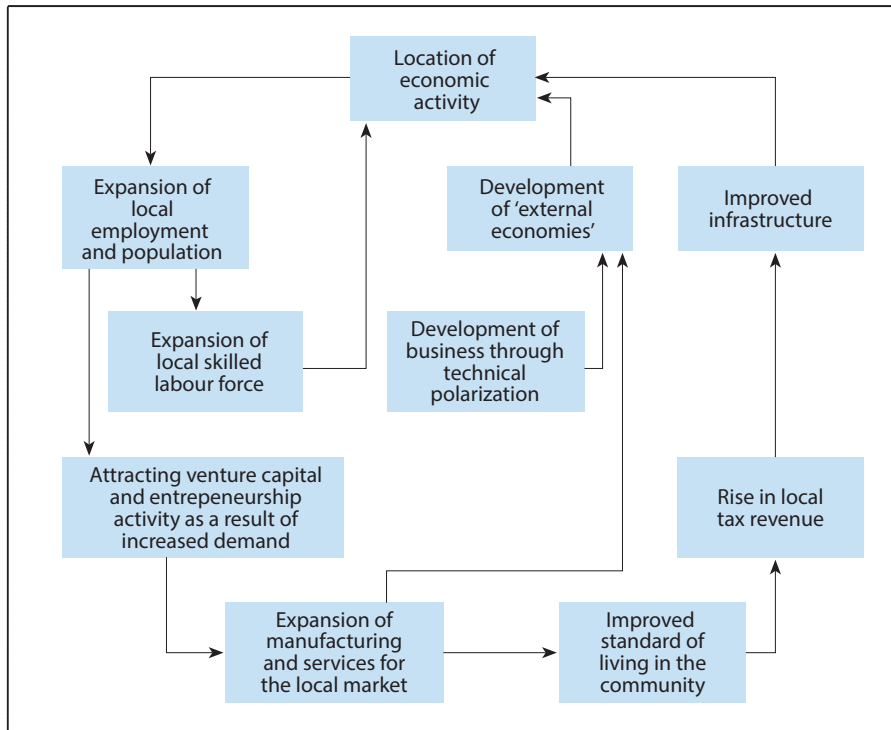 Location of
economic
activity
Expansion of
local
employment
and population
Development
of ‘external
economies’
Improved
infrastructure
Expansion of
local skilled
labour force
Development of
business through
technical
polarization
Attracting venture capital
and entrepeneurship
activity as a result of
increased demand
Rise in local
tax revenue
Expansion of
manufacturing
and services for
the local market
Improved
standard of
living in the
community